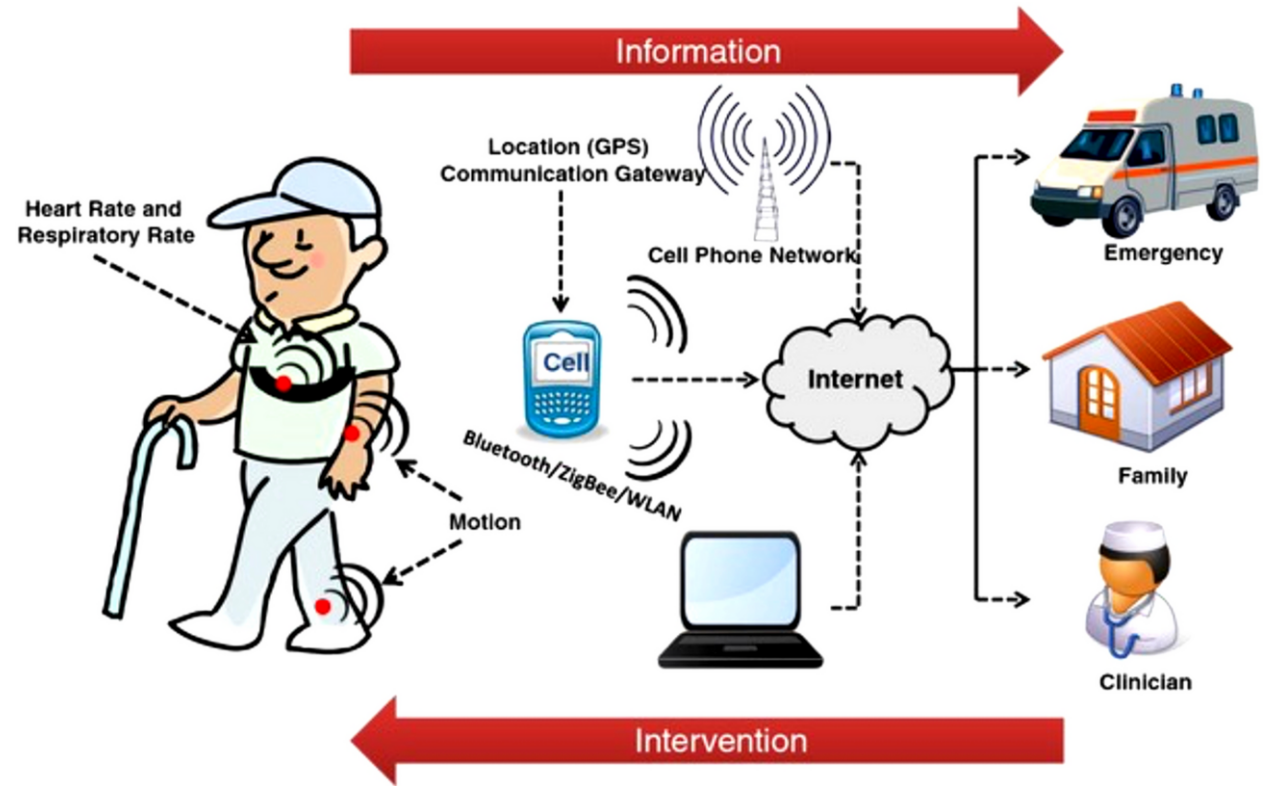 Information
Location (GPS)
Communication Gateway
Heart Rate and
Respiratory Rate
Cell Phone Network
Emergency
Cell
Internet
Bluetooth/ZigBee/WLAN
Family
Motion
Clinician
Intervention